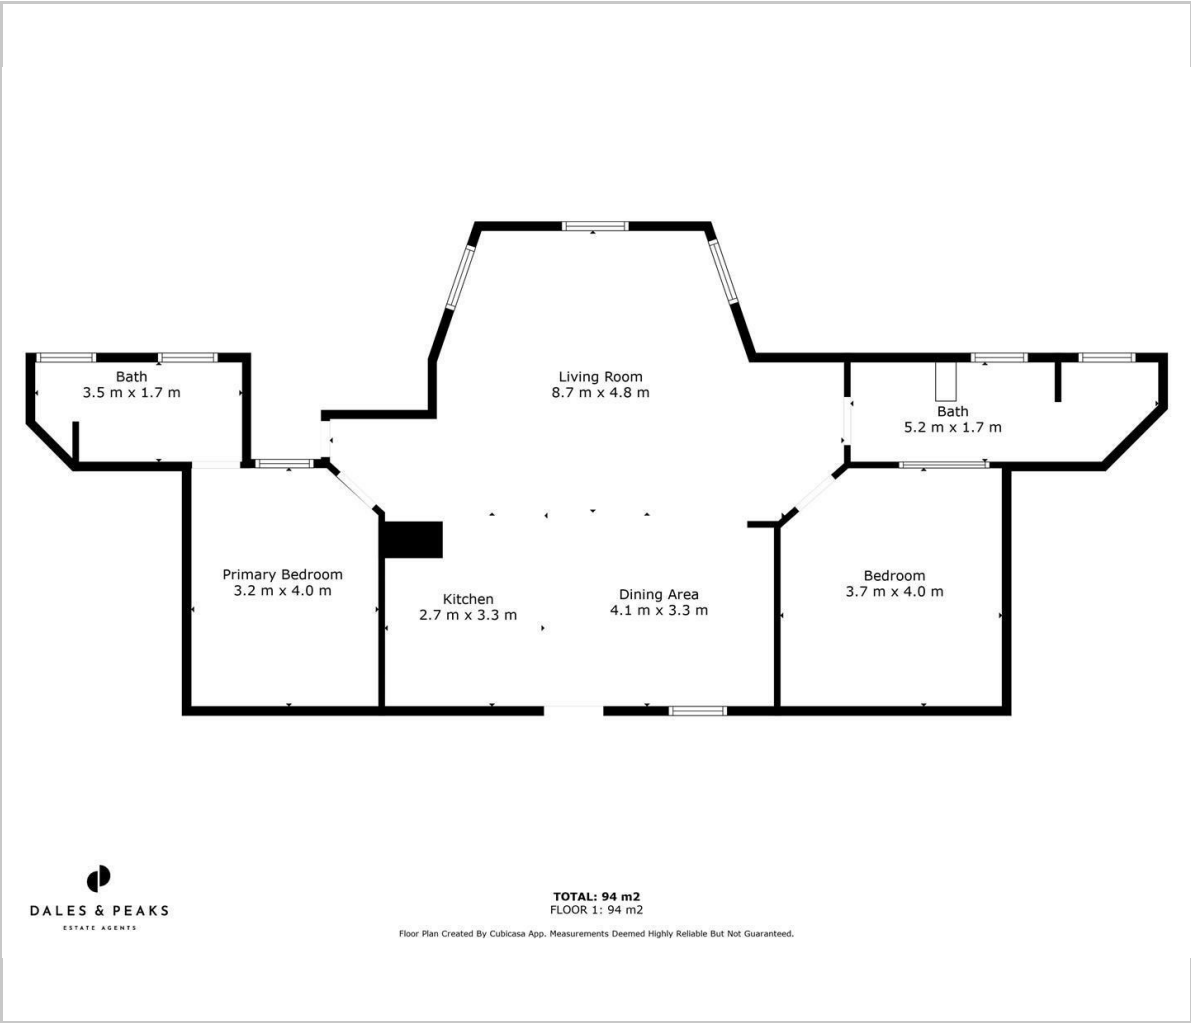 Living Room
8.7 m x 4.8 m
Bath
3.5 m x 1.7 m
Bath
5.2 m x 1.7 m
Primary Bedroom
3.2 m x 4.0 m
Kitchen
2.7 m x 3.3 m
Dining Area
4.1 m x 3.3 m
Bedroom
3.7 m x 4.0 m
DALES & PEAKS
ESTATE AGENTS
TOTAL: 94 m2
FLOOR 1: 94 m2
Floor Plan Created By Cubicasa App. Measurements Deemed Highly Reliable But Not Guaranteed.